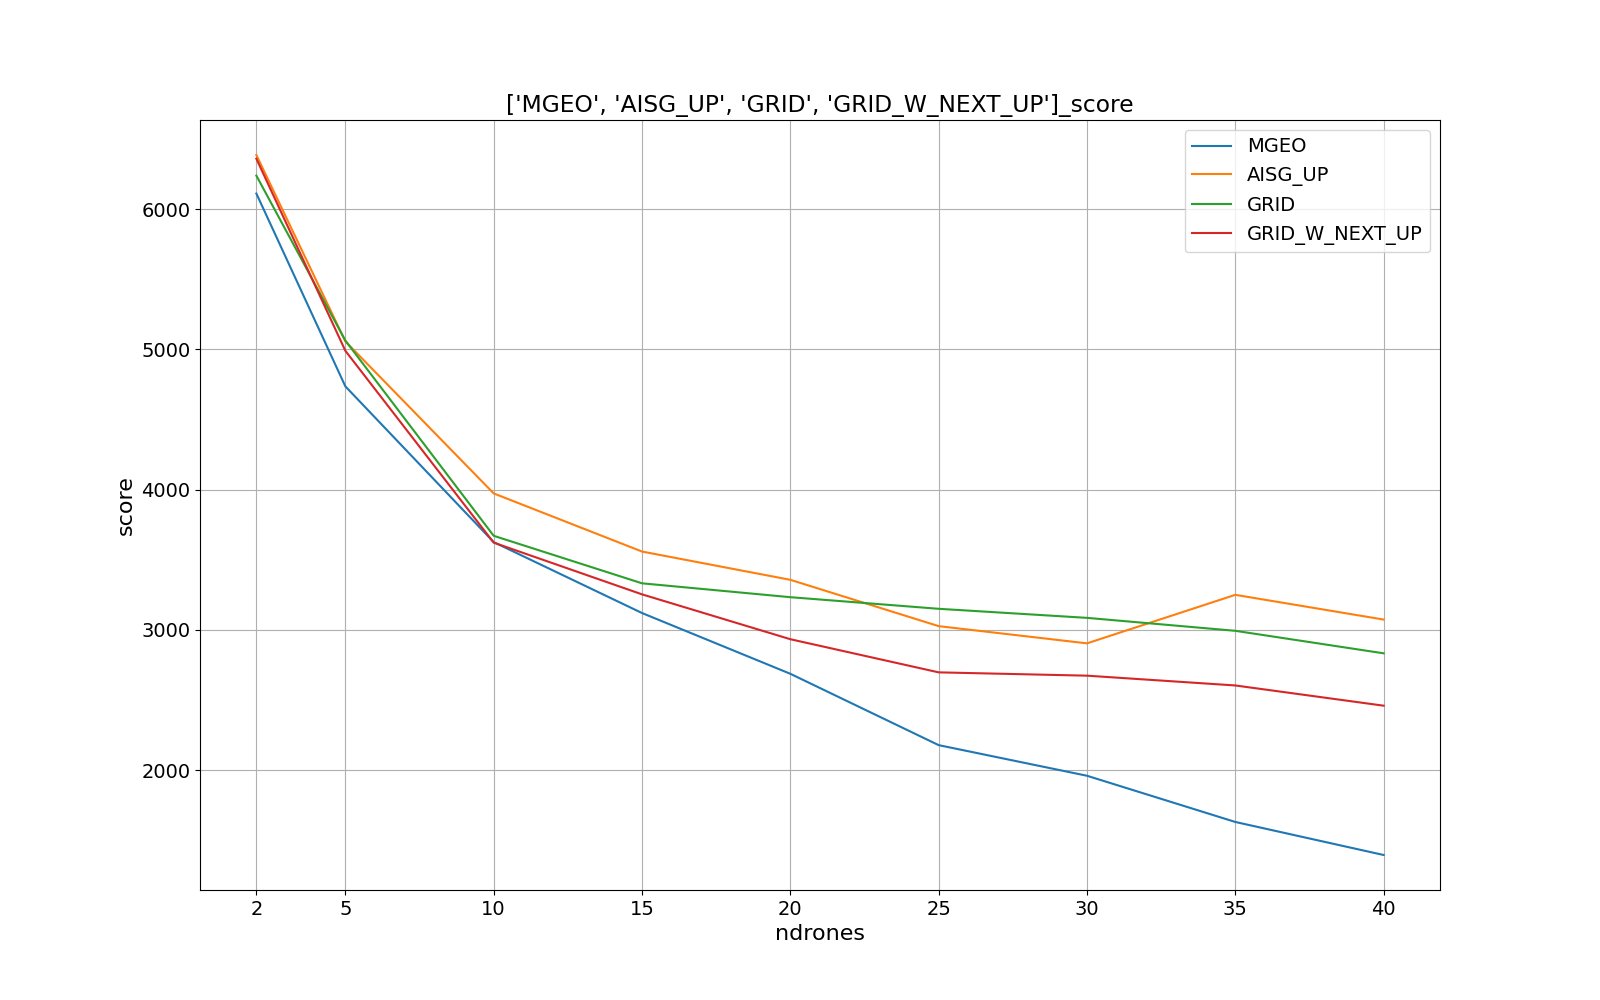 ['MGEO', 'AISG_UP', 'GRID', 'GRID_W_NEXT_UP']_score
MGEO
AISG_UP
GRID
GRID_W_NEXT_UP
score
6000
5000
4000
3000
2000
2 5 10 15 20 25 30 35 40
ndrones